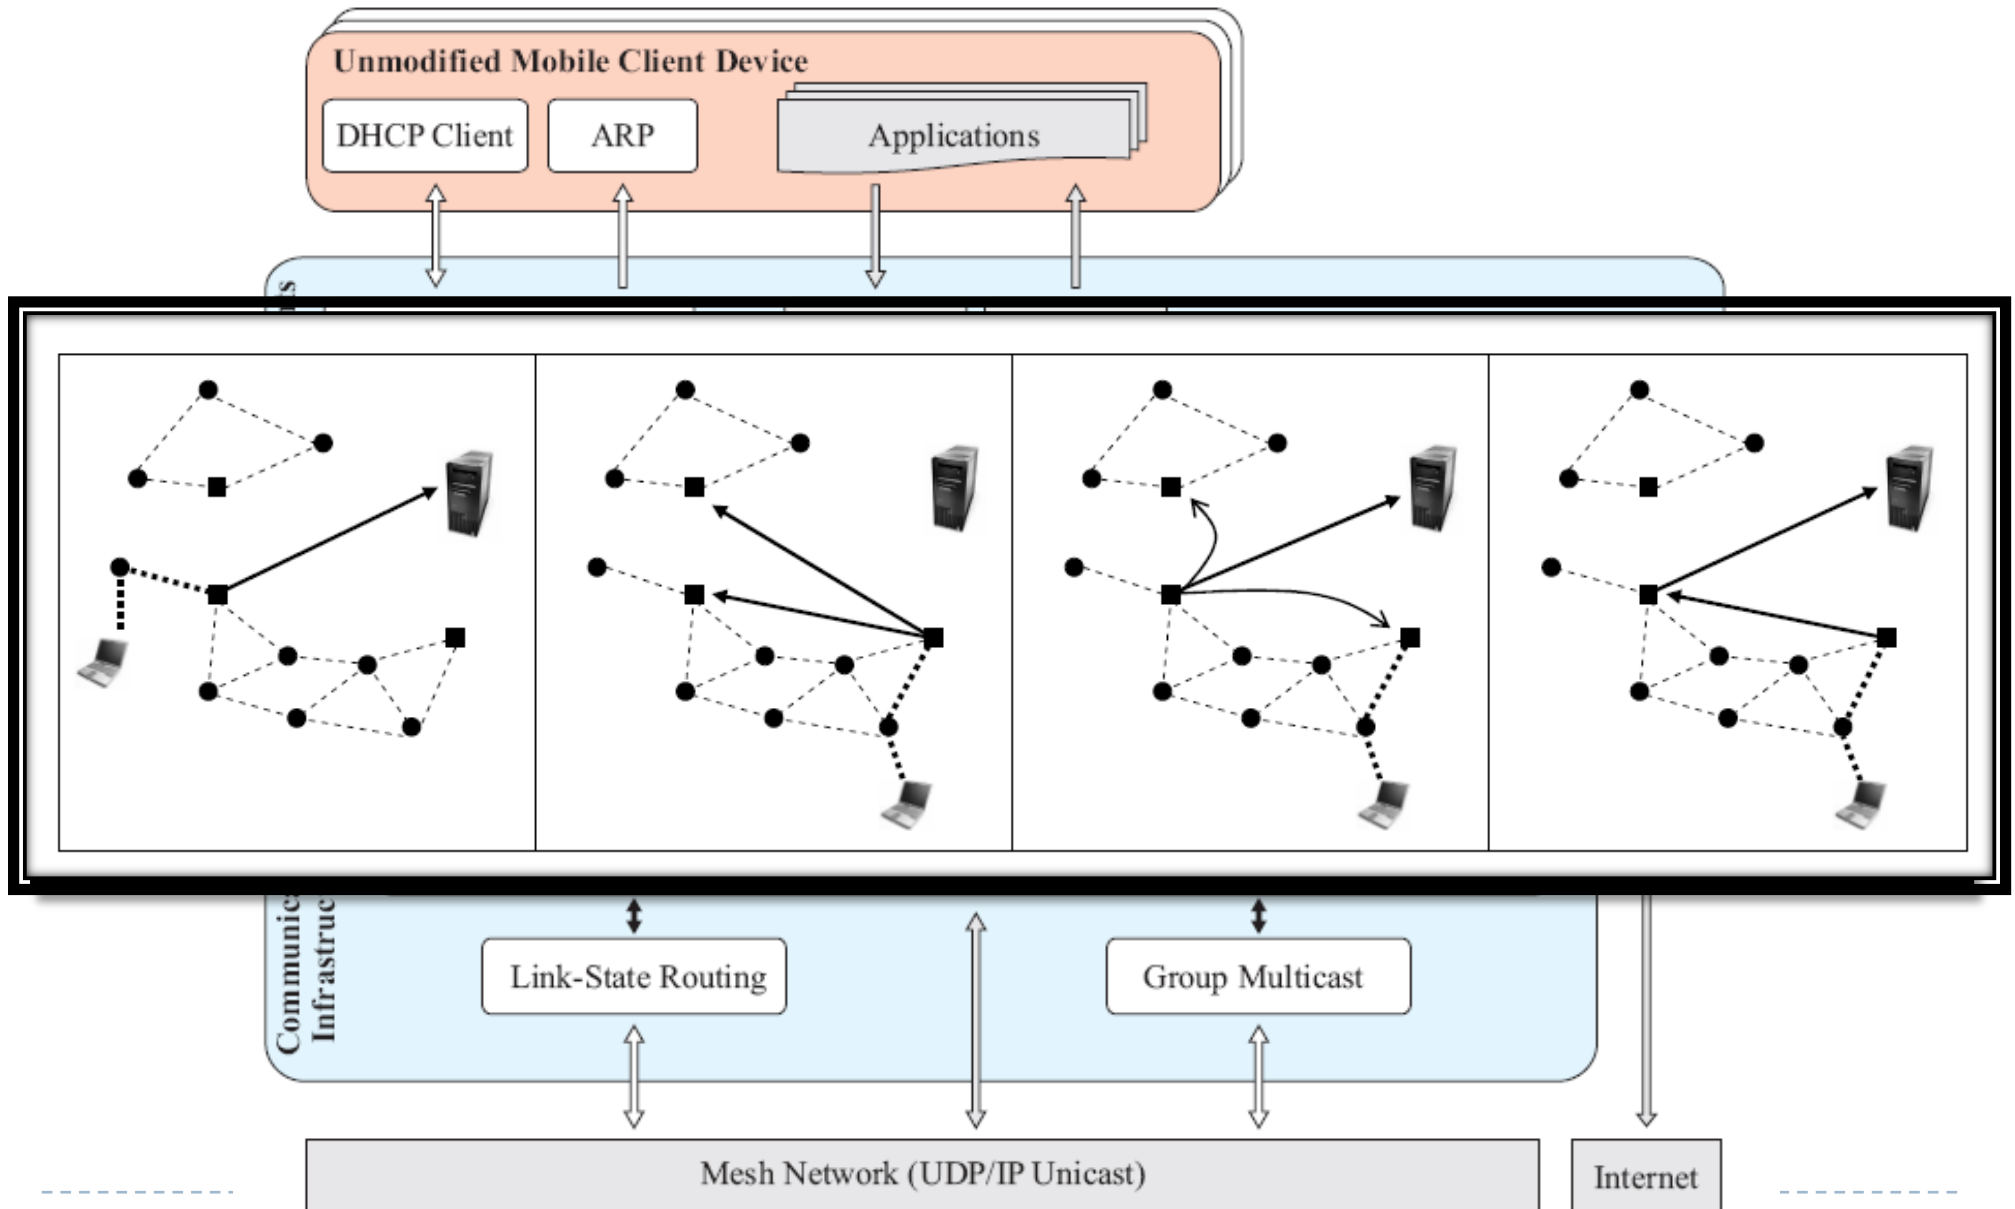 Unmodified Mobile Client Device
DHCP Client
ARP
Applications
Link-State Routing
Group Multicast
Mesh Network (UDP/IP Unicast)
Internet